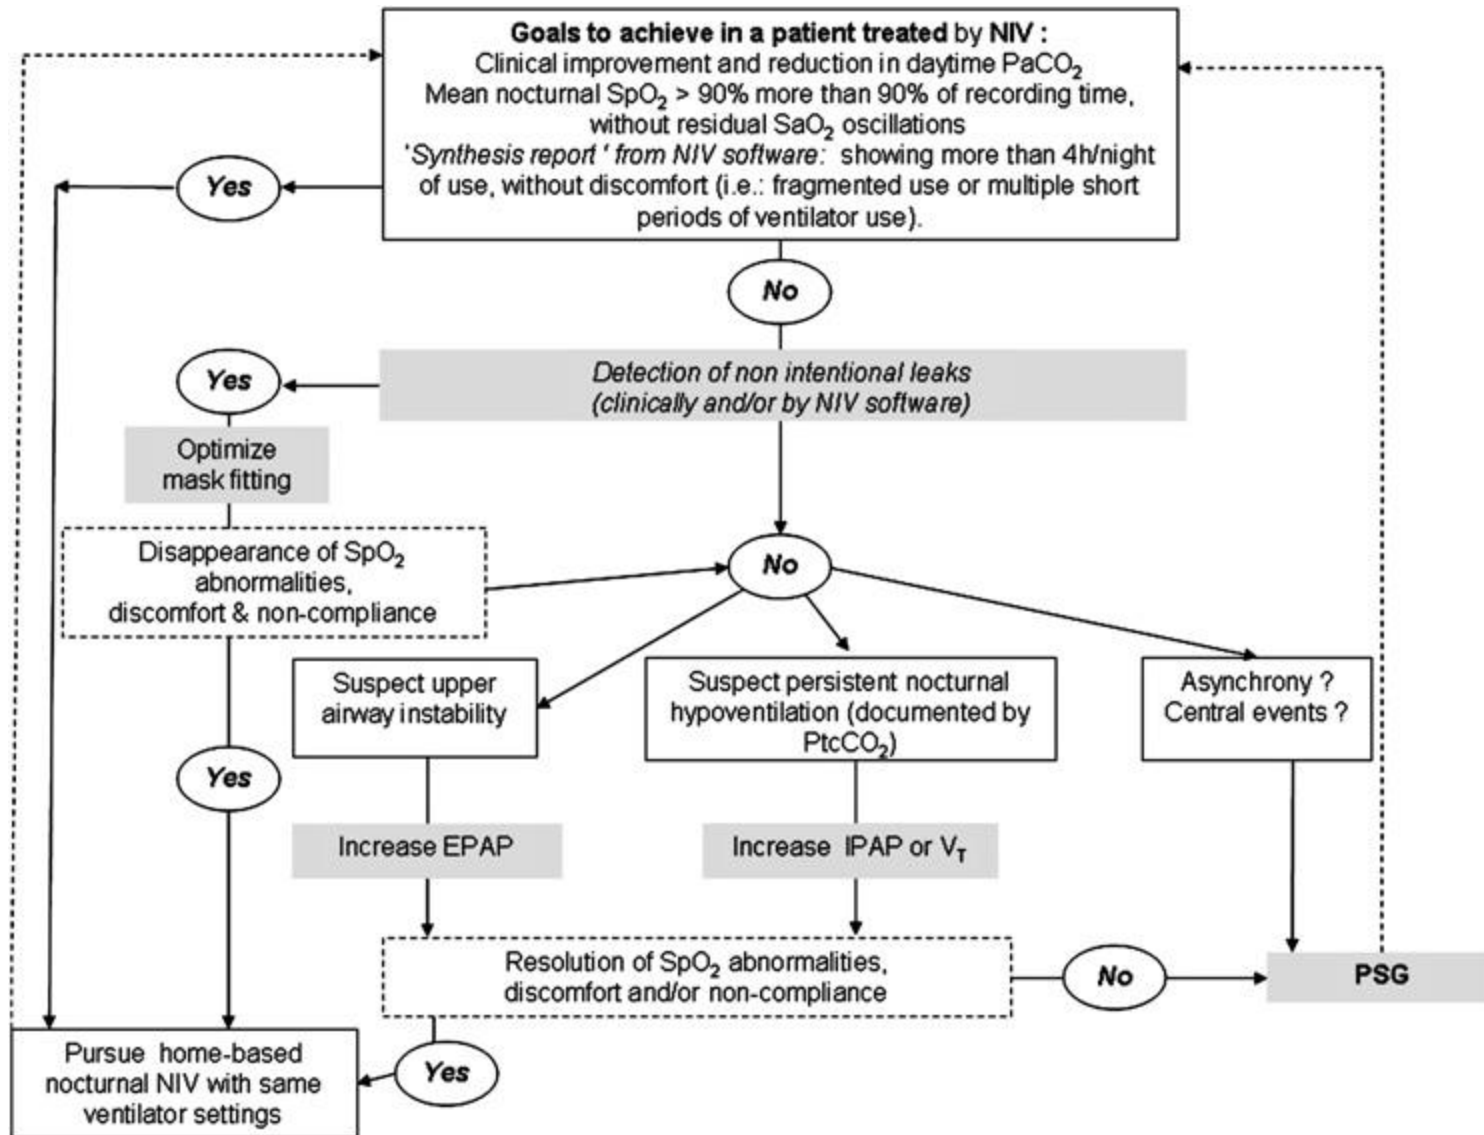 Goals to achieve in a patient treated by NIV :
Clinical improvement and reduction in daytime PaCO₂
Mean nocturnal SpO₂ > 90% more than 90% of recording time,
without residual SaO₂ oscillations
'Synthesis report ' from NIV software: showing more than 4h/night
of use, without discomfort (i.e.: fragmented use or multiple short
periods of ventilator use).
Yes
No
Detection of non intentional leaks
(clinically and/or by NIV software)
Yes
Optimize
mask fitting
Disappearance of SpO₂
abnormalities,
discomfort & non-compliance
No
Suspect upper
airway instability
Suspect persistent nocturnal
hypoventilation (documented by
PtcCO₂)
Asynchrony ?
Central events ?
Yes
Increase EPAP
Increase IPAP or V_T
Resolution of SpO₂ abnormalities,
discomfort and/or non-compliance
No
PSG
Yes
Pursue home-based
nocturnal NIV with same
ventilator settings